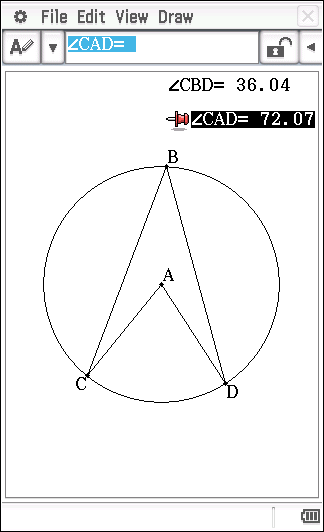 File Edit View Draw
A ∠CAD=
∠CBD= 36.04
∠CAD= 72.07
B
A
C
D